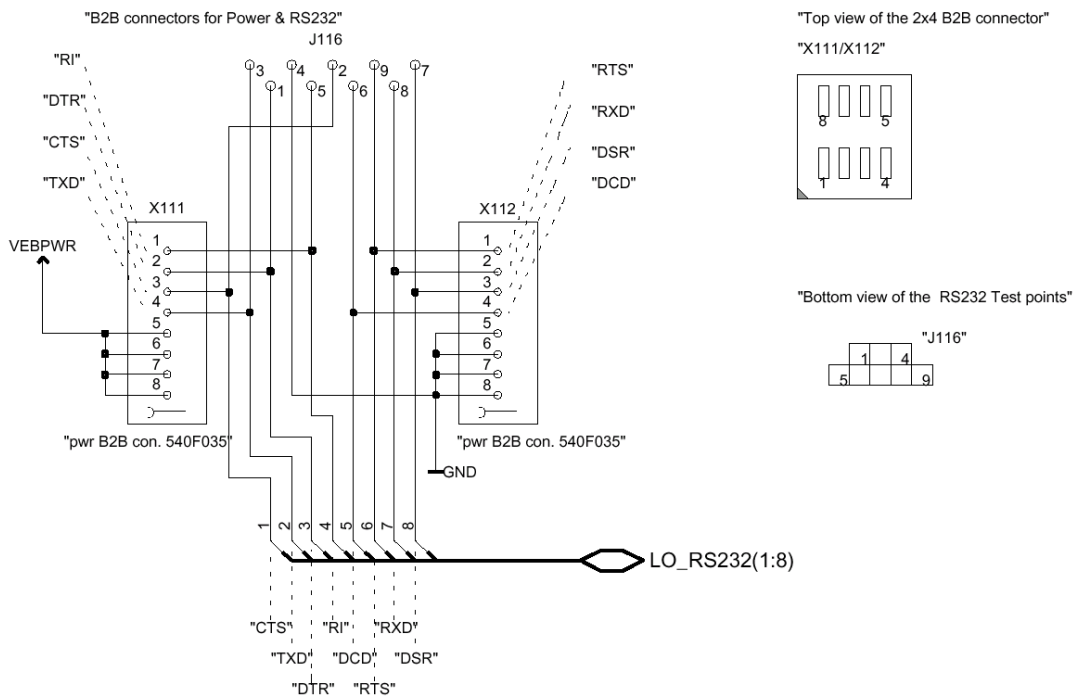 "B2B connectors for Power & RS232"
J116
3 4 2 9 7
1 5 6 8
"RI"
"DTR"
"CTS"
"TXD"
"RTS"
"RXD"
"DSR"
"DCD"
X111
1
2
3
4
5
6
7
8
VEBPWR
"pwr B2B con. 540F035"
X112
1
2
3
4
5
6
7
8
"pwr B2B con. 540F035"
GND
1 2 3 4 5 6 7 8
LO_RS232(1:8)
"CTS" "RI" "RXD"
"TXD" "DCD" "DSR"
"DTR" "RTS"
"Top view of the 2x4 B2B connector"
"X111/X112"
8 5
1 4
"Bottom view of the RS232 Test points"
"J116"
1 4
5 9